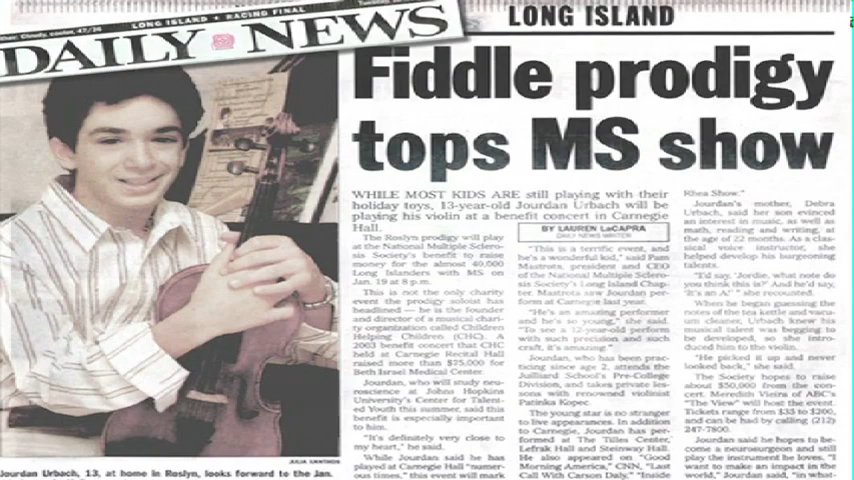 LONG ISLAND ★ RACING FINAL
DAILY NEWS
LONG ISLAND
Fiddle prodigy
tops MS show
WHILE MOST KIDS ARE still playing with their
holiday toys, 13-year-old Jourdan Urbach will be
playing his violin at a benefit concert in Carnegie
Hall.
The Roslyn prodigy will play
at the National Multiple Sclero-
sis Society's benefit to raise
money for the almost 40,000
Long Islanders with MS on
Jan. 19 at 8 p.m.
This is not the only charity
event the prodigy soloist has
headlined — he is the founder
and director of a musical chari-
ty organization called Children
Helping Children (CHC). A
2003 benefit concert that CHC
held at Carnegie Recital Hall
raised more than $75,000 for
Beth Israel Medical Center.
Jourdan, who will study neu-
roscience at Johns Hopkins
University's Center for Talent-
ed Youth this summer, said this
benefit is especially important
to him.
"It's definitely very close to
my heart," he said.
While Jourdan said he has
played at Carnegie Hall "numer-
ous times," this event will mark
BY LAUREN LaCAPRA
DAILY NEWS WRITER
"This is a terrific event, and
he's a wonderful kid," said Pam
Mastrota, president and CEO
of the National Multiple Sclero-
sis Society's Long Island Chap-
ter. Mastrota saw Jourdan per-
form at Carnegie last year.
"He's an amazing performer
and he's so young," she said.
"To see a 12-year-old perform
with such precision and such
craft, it's amazing."
Jourdan, who has been prac-
ticing since age 2, attends the
Juilliard School's Pre-College
Division, and takes private les-
sons with renowned violinist
Patinka Kopec.
The young star is no stranger
to live appearances. In addition
to Carnegie, Jourdan has per-
formed at The Tilles Center,
Lefrak Hall and Steinway Hall.
He also appeared on "Good
Morning America," CNN, "Last
Call With Carson Daly," "Inside
Rhea Show."
Jourdan's mother, Debra
Urbach, said her son evinced
an interest in music, as well as
math, reading and writing, at
the age of 22 months. As a clas-
sical voice instructor, she
helped develop his burgeoning
talents.
"I'd say, 'Jordie, what note do
you think this is?' And he'd say,
'It's an A!'" she recounted.
When he began guessing the
notes of the tea kettle and vacu-
um cleaner, Urbach knew his
musical talent was begging to
be developed, so she intro-
duced him to the violin.
"He picked it up and never
looked back," she said.
The Society hopes to raise
about $50,000 from the con-
cert. Meredith Vieira of ABC's
"The View" will host the event.
Tickets range from $35 to $200,
and can be had by calling (212)
247-7800.
Jourdan said he hopes to be-
come a neurosurgeon and still
play the instrument he loves. "I
want to make an impact in the
world," Jourdan said, "in what-
JULIA XANTHOS
Jourdan Urbach, 13, at home in Roslyn, looks forward to the Jan.